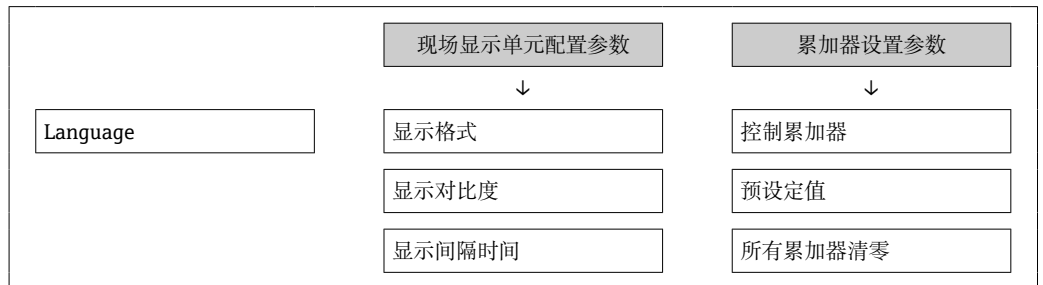 现场显示单元配置参数
累加器设置参数
↓
↓
Language
显示格式
控制累加器
显示对比度
预设定值
显示间隔时间
所有累加器清零